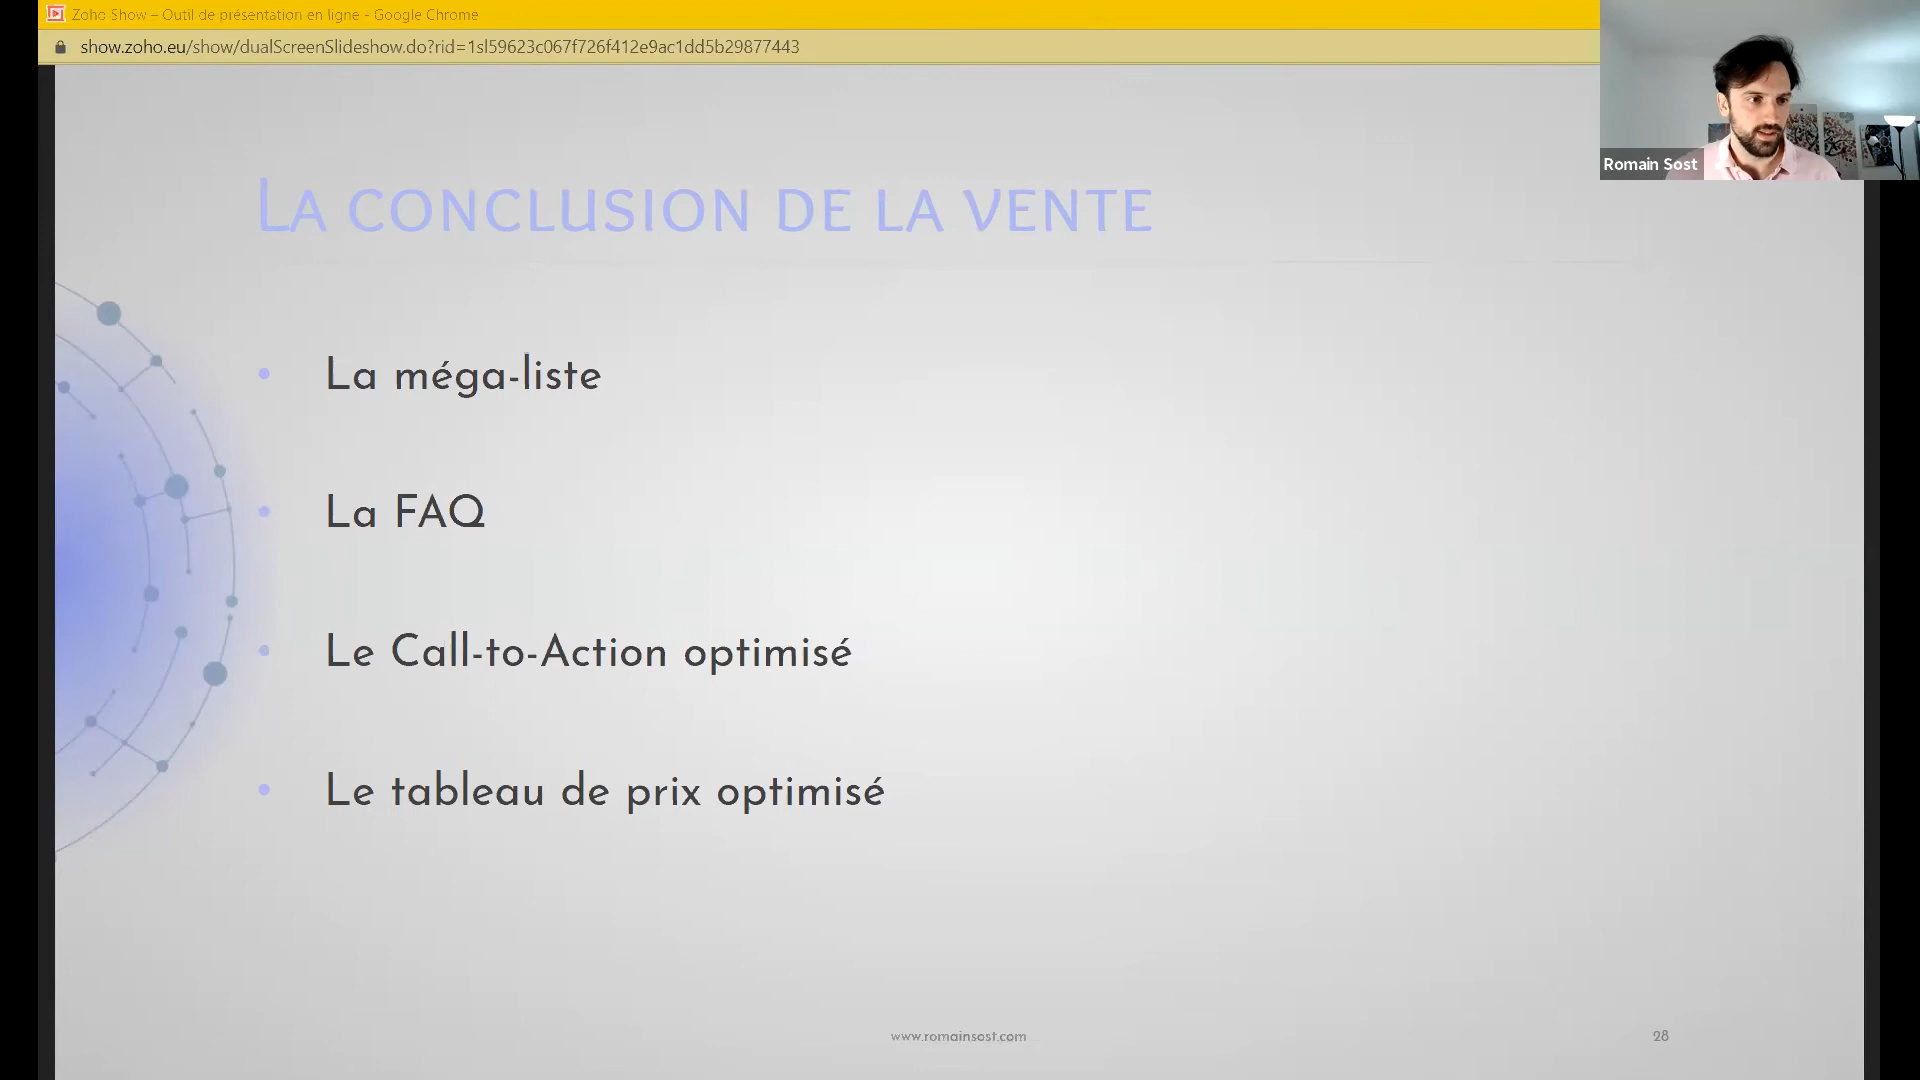 Zoho Show – Outil de présentation en ligne - Google Chrome
show.zoho.eu/show/dualScreenSlideshow.do?rid=1sl59623c067f726f412e9ac1dd5b29877443
Romain Sost
La conclusion de la vente
• La méga-liste
• La FAQ
• Le Call-to-Action optimisé
• Le tableau de prix optimisé
www.romainsost.com
28